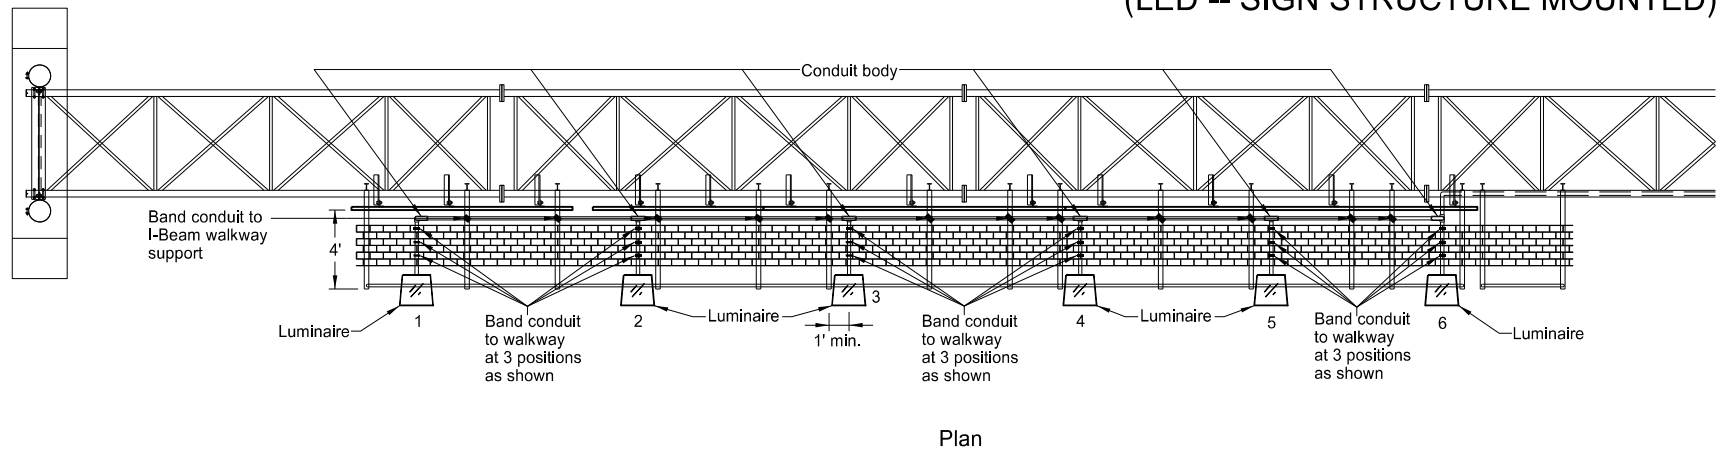 (LED -- SIGN STRUCTURE MOUNTED)
Conduit body
Band conduit to
I-Beam walkway
support
4'
Luminaire
1
Band conduit
to walkway
at 3 positions
as shown
2
Luminaire
3
1' min.
Band conduit
to walkway
at 3 positions
as shown
4
Luminaire
5
Band conduit
to walkway
at 3 positions
as shown
6
Luminaire
Plan